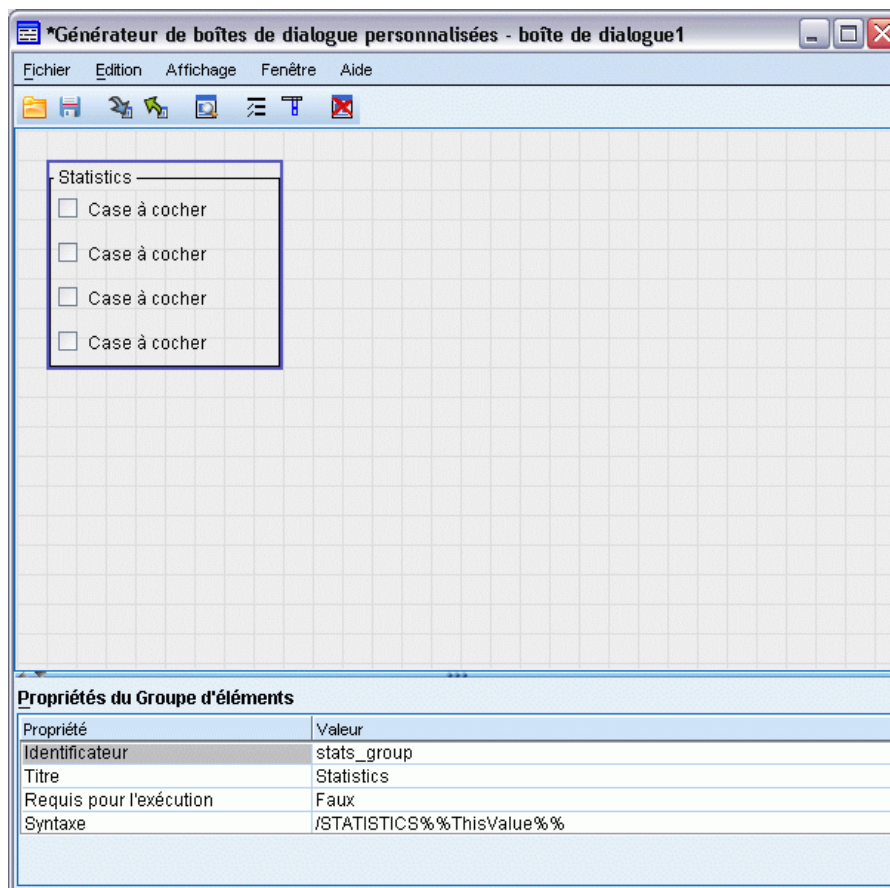 *Générateur de boîtes de dialogue personnalisées - boîte de dialogue1
Fichier Edition Affichage Fenêtre Aide
Statistics
Case à cocher
Case à cocher
Case à cocher
Case à cocher
Propriétés du Groupe d'éléments
Propriété Valeur
Identificateur stats_group
Titre Statistics
Requis pour l'exécution Faux
Syntaxe /STATISTICS%%ThisValue%%